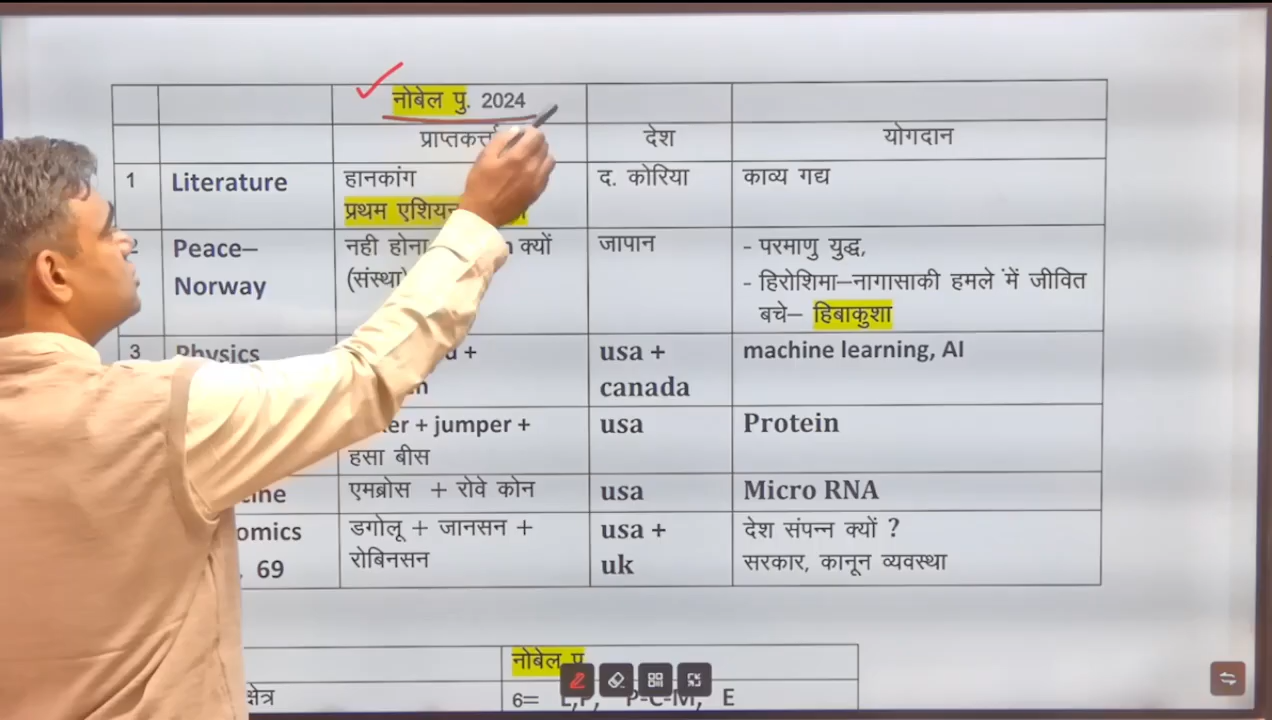 नोबेल पु. 2024
प्राप्तकर्त्ता देश योगदान
1 Literature हानकांग द. कोरिया काव्य गद्य
प्रथम एशियन
Peace– नही होना क्यों जापान - परमाणु युद्ध,
Norway (संस्था) - हिरोशिमा–नागासाकी हमले में जीवित
बचे– हिबाकुशा
3 Physics + usa + machine learning, AI
canada
+ jumper + usa Protein
हसा बीस
एमब्रोस + रोवे कोन usa Micro RNA
डगोलू + जानसन + usa + देश संपन्न क्यों ?
69 रोबिनसन uk सरकार, कानून व्यवस्था
नोबेल पु
क्षेत्र 6= L,P, P-C-M, E